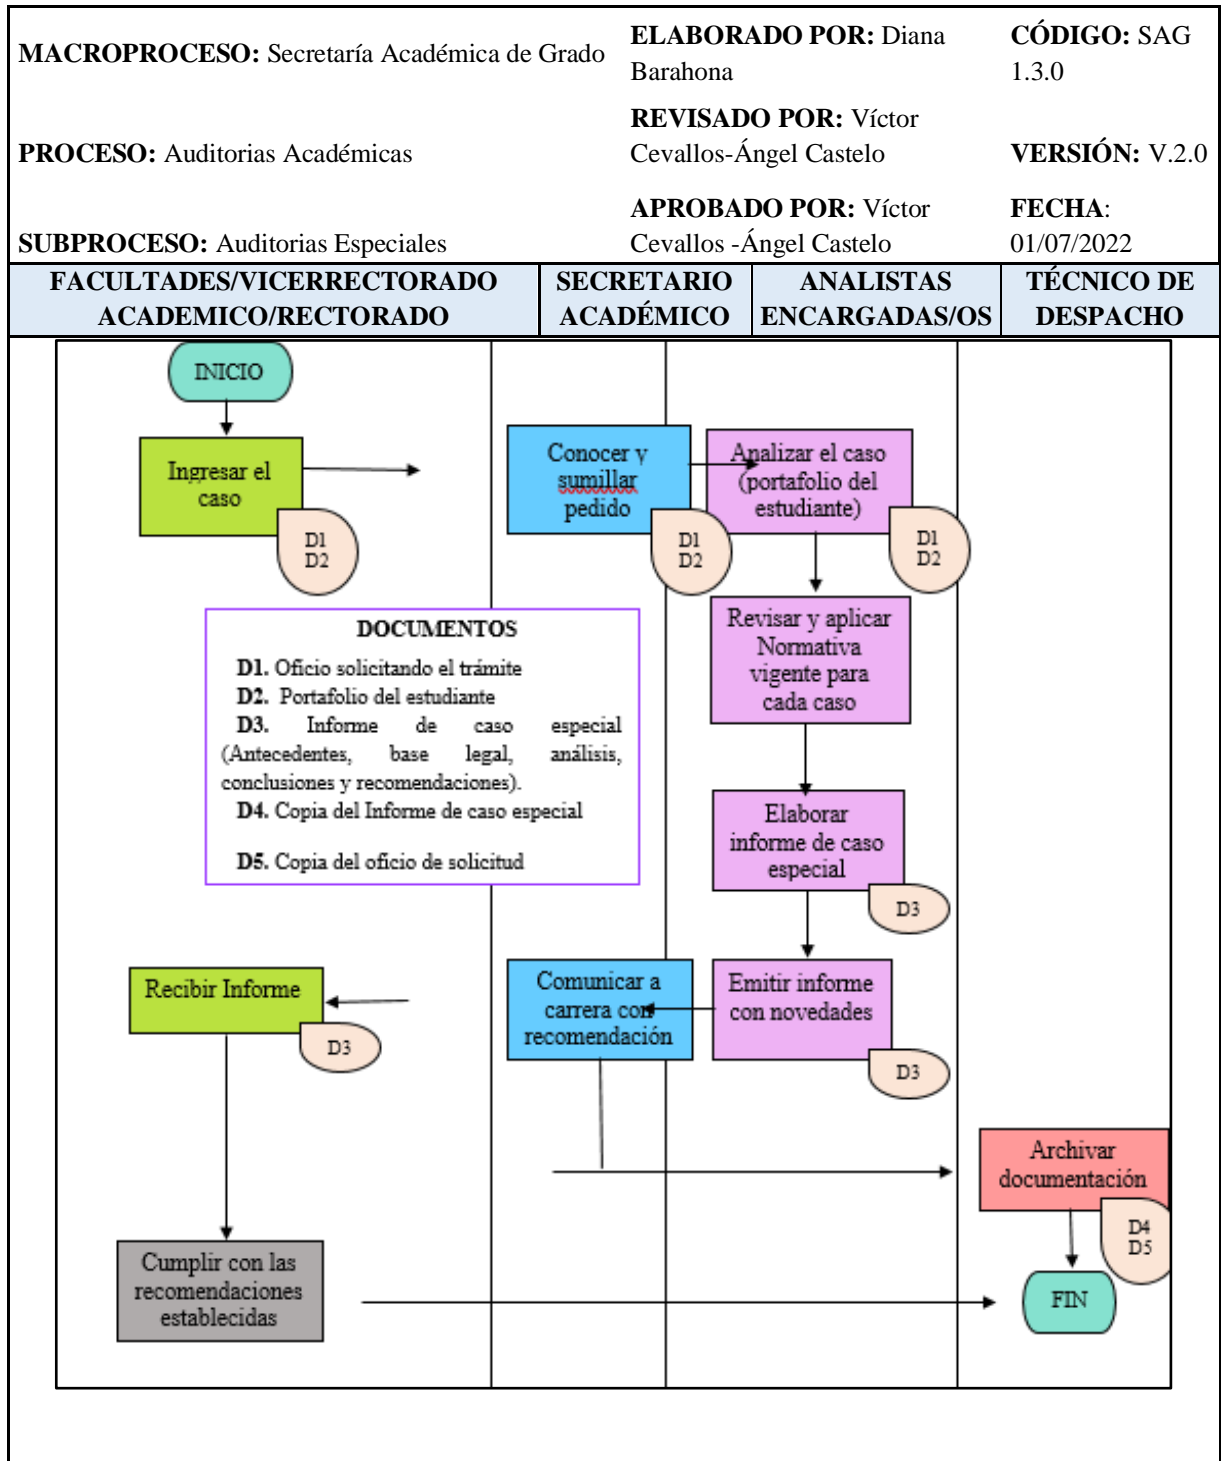 MACROPROCESO: Secretaría Académica de Grado
ELABORADO POR: Diana
Barahona
CÓDIGO: SAG
1.3.0
PROCESO: Auditorias Académicas
REVISADO POR: Víctor
Cevallos-Ángel Castelo
VERSIÓN: V.2.0
SUBPROCESO: Auditorias Especiales
APROBADO POR: Víctor
Cevallos -Ángel Castelo
FECHA:
01/07/2022
FACULTADES/VICERRECTORADO
ACADEMICO/RECTORADO
SECRETARIO
ACADÉMICO
ANALISTAS
ENCARGADAS/OS
TÉCNICO DE
DESPACHO
INICIO
Ingresar el
caso
D1
D2
Conocer y
sumillar
pedido
D1
D2
Analizar el caso
(portafolio del
estudiante)
D1
D2
Revisar y aplicar
Normativa
vigente para
cada caso
DOCUMENTOS
D1. Oficio solicitando el trámite
D2. Portafolio del estudiante
D3. Informe de caso especial
(Antecedentes, base legal, análisis,
conclusiones y recomendaciones).
D4. Copia del Informe de caso especial
D5. Copia del oficio de solicitud
Elaborar
informe de caso
especial
D3
Emitir informe
con novedades
D3
Comunicar a
carrera con
recomendación
Recibir Informe
D3
Archivar
documentación
D4
D5
Cumplir con las
recomendaciones
establecidas
FIN